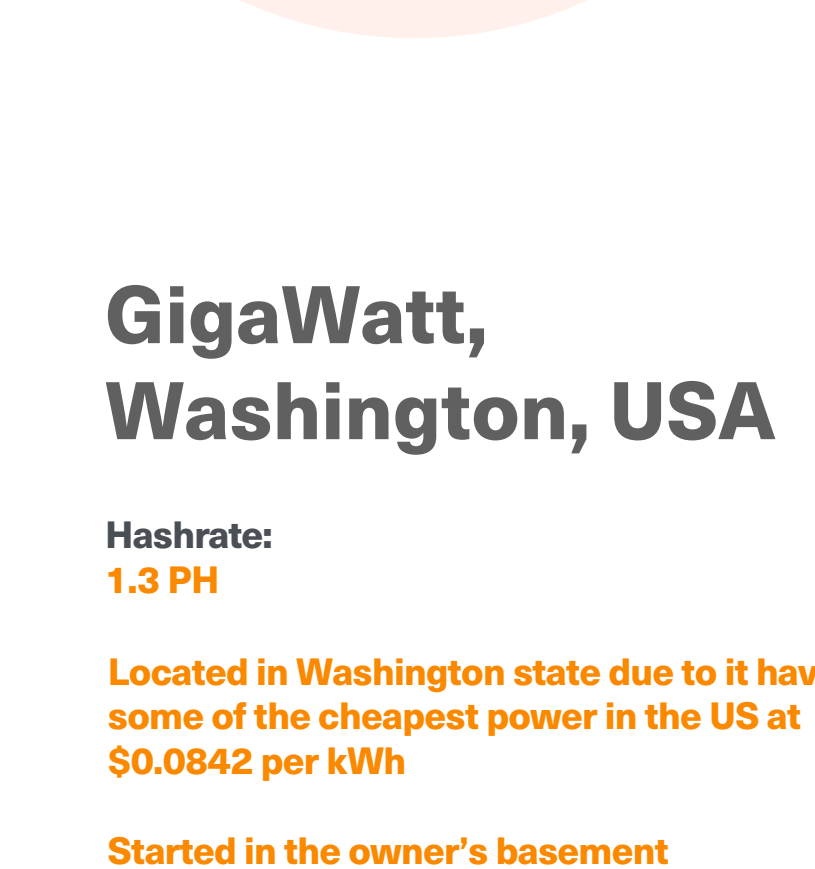 GigaWatt,
Washington, USA
Hashrate:
1.3 PH
Located in Washington state due to it
some of the cheapest power in the US at
$0.0842 per kWh
Started in the owner’s basement